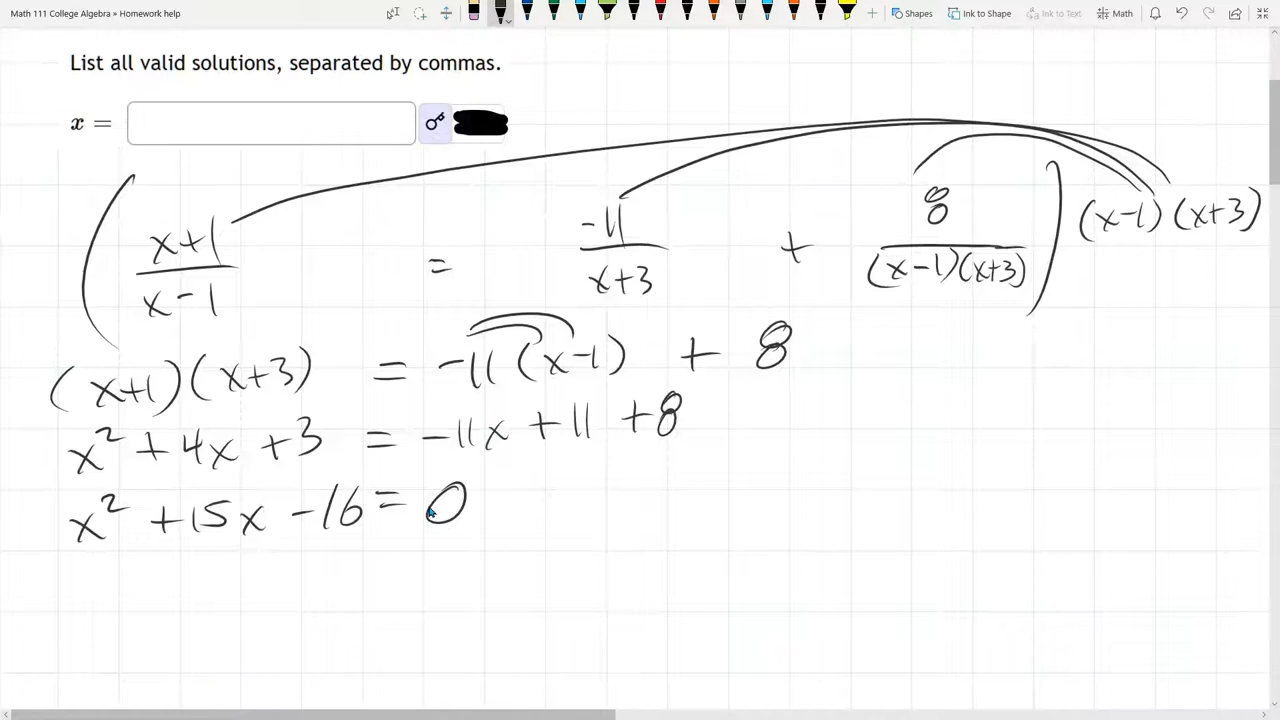 Math 111 College Algebra » Homework help
Shapes Ink to Shape Ink to Text Math
List all valid solutions, separated by commas.
x =
( x+1 / x-1 = -11 / x+3 + 8 / (x-1)(x+3) ) (x-1)(x+3)
(x+1)(x+3) = -11(x-1) + 8
x² + 4x + 3 = -11x + 11 + 8
x² + 15x - 16 = 0